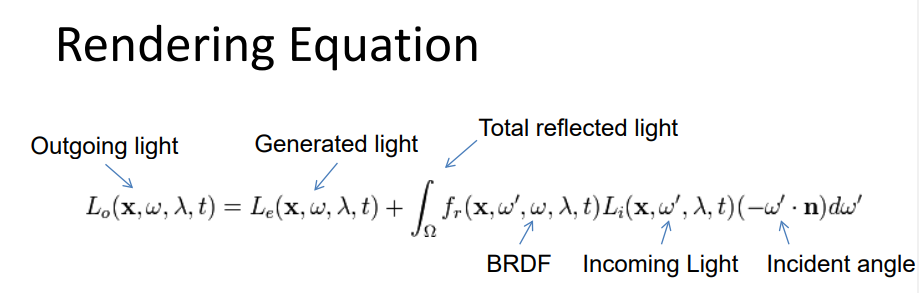 Rendering Equation
Total reflected light
Outgoing light
Generated light
L_o(x, ω, λ, t) = L_e(x, ω, λ, t) + ∫_Ω f_r(x, ω′, ω, λ, t)L_i(x, ω′, λ, t)(−ω′ · n)dω′
BRDF
Incoming Light
Incident angle